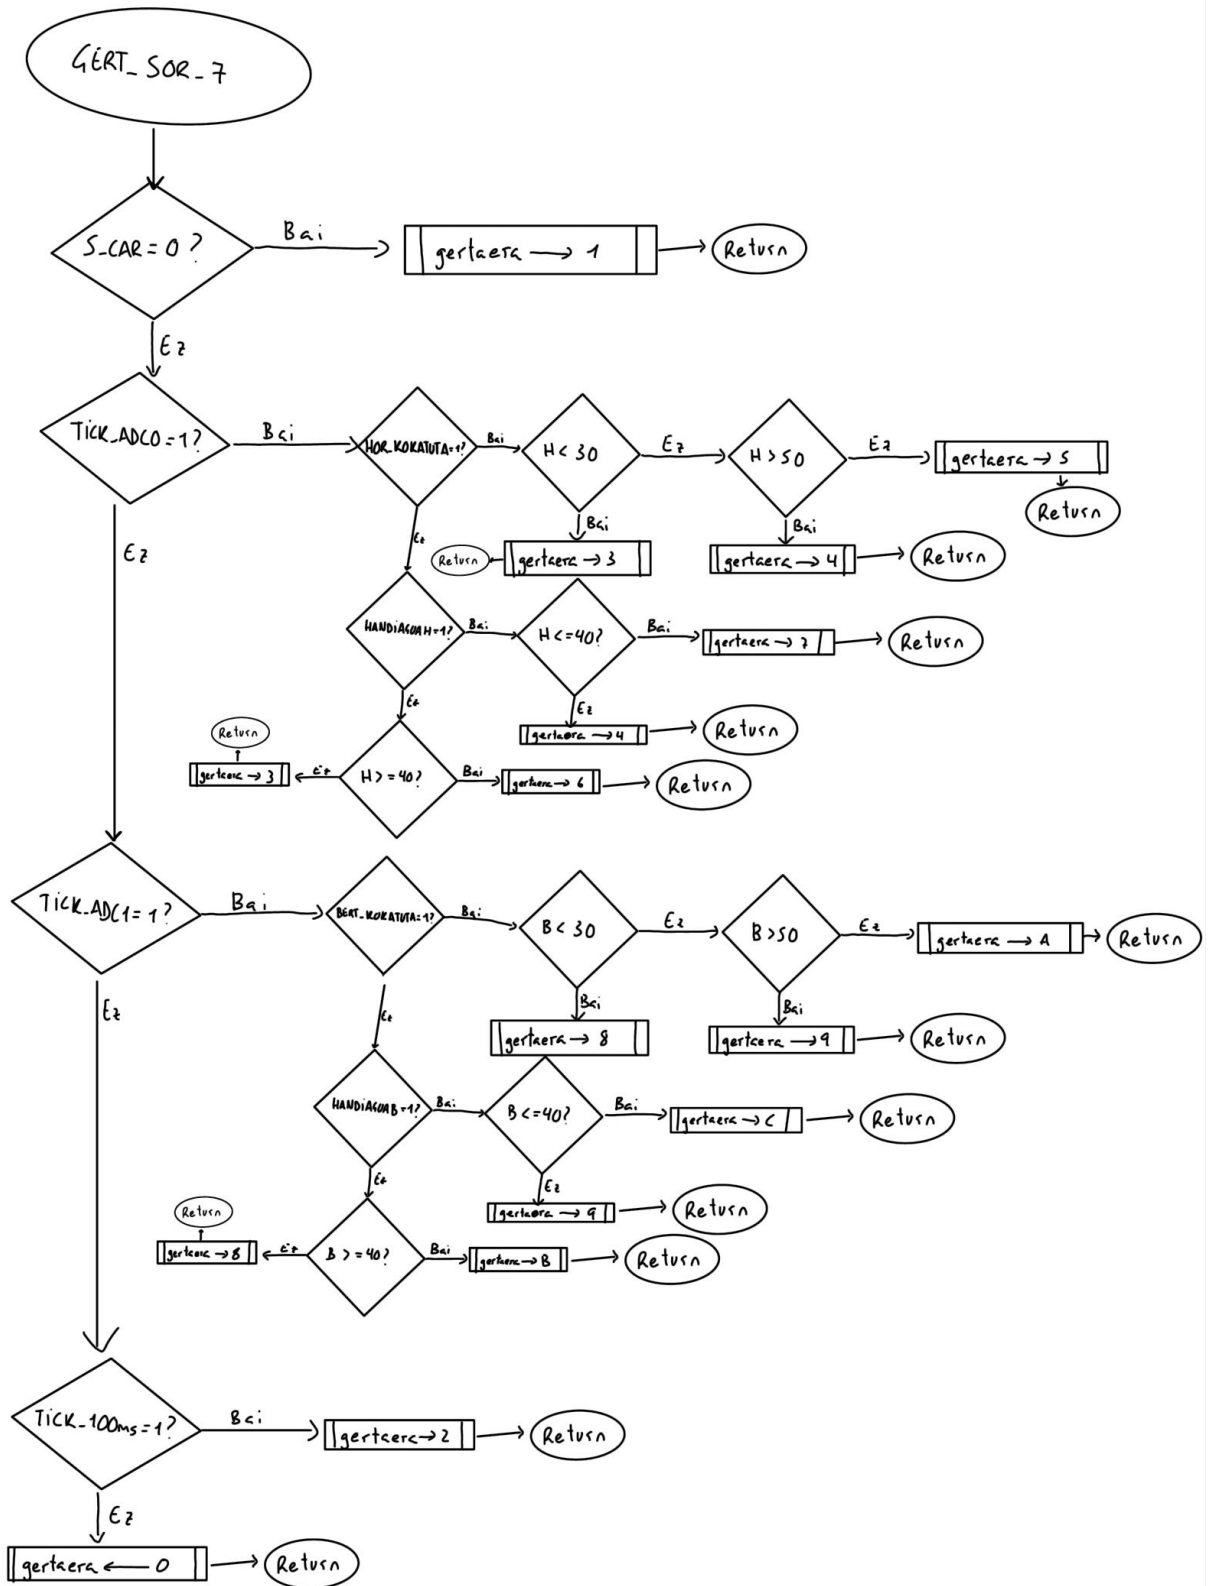 GERT_SOR_7
S_CAR=0?
Bai
gertaera → 1
Return
Ez
TICK_ADC0=1?
Bai
HOR_KOKATUTA=1?
Bai
H<30
Ez
H>50
Ez
gertaera → 5
Return
Ez
Ez
Bai
gertaera → 3
Return
Bai
gertaera → 4
Return
HANDIAGOAH=1?
Bai
H<=40?
Bai
gertaera → 7
Return
Ez
Ez
gertaera → 4
Return
Return
gertaera → 3
Ez
H>=40?
Bai
gertaera → 6
Return
TICK_ADC1=1?
Bai
BERT_KOKATUTA=1?
Bai
B<30
Ez
B>50
Ez
gertaera → A
Return
Ez
Ez
Bai
gertaera → 8
Bai
gertaera → 9
Return
HANDIAGOAB=1?
Bai
B<=40?
Bai
gertaera → C
Return
Ez
Ez
gertaera → 9
Return
Return
gertaera → 8
Ez
B>=40?
Bai
gertaera → B
Return
TICK_100ms=1?
Bai
gertaera → 2
Return
Ez
gertaera ← 0
Return